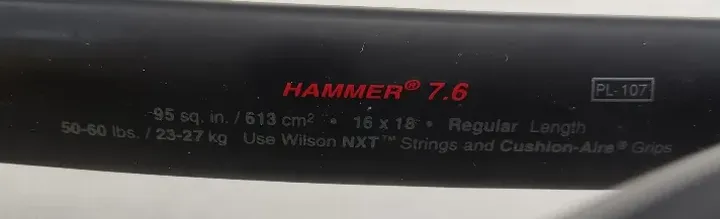 HAMMER® 7.6
PL-107
95 sq. in. / 613 cm² • 16 x 18 • Regular Length
50-60 lbs. / 23-27 kg Use Wilson NXT™ Strings and Cushion-Aire® Grips